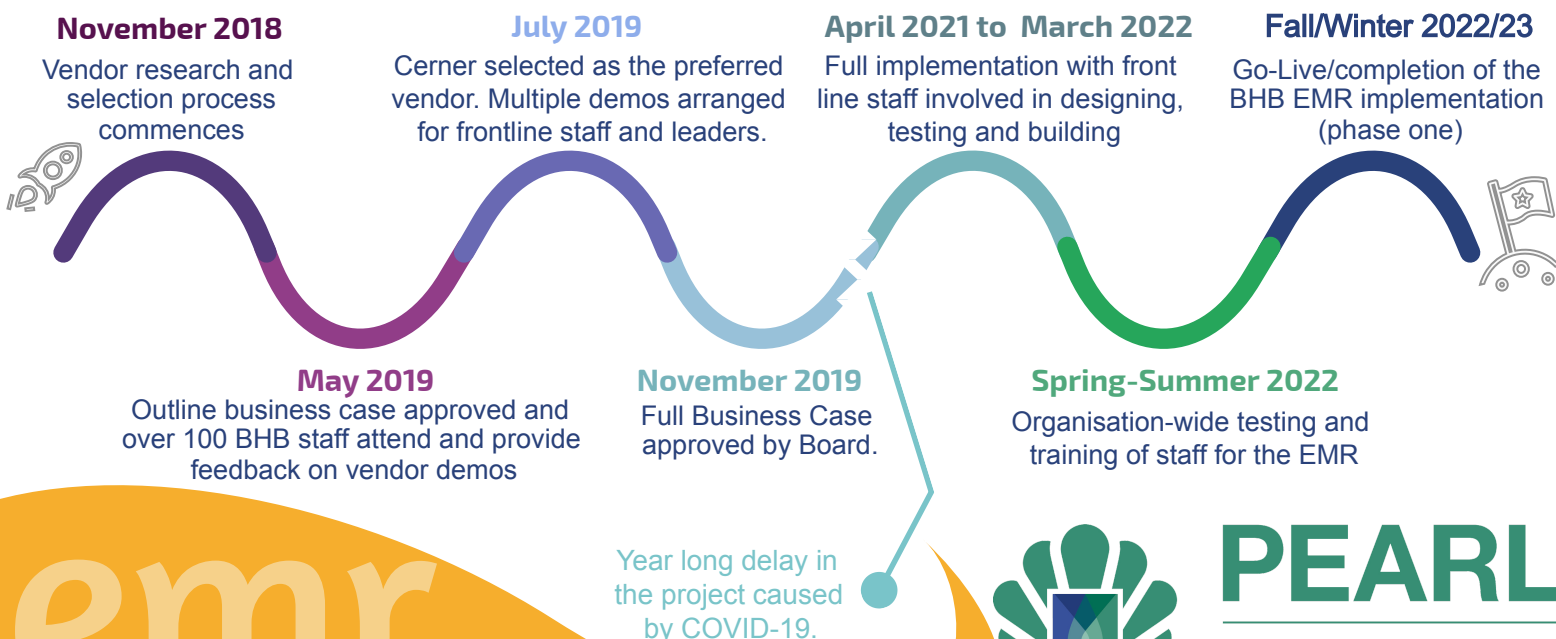 November 2018
Vendor research and
selection process
commences
July 2019
Cerner selected as the preferred
vendor. Multiple demos arranged
for frontline staff and leaders.
April 2021 to March 2022
Full implementation with front
line staff involved in designing,
testing and building
Fall/Winter 2022/23
Go-Live/completion of the
BHB EMR implementation
(phase one)
May 2019
Outline business case approved and
over 100 BHB staff attend and provide
feedback on vendor demos
November 2019
Full Business Case
approved by Board.
Spring-Summer 2022
Organisation-wide testing and
training of staff for the EMR
Year long delay in
the project caused
by COVID-19.
emr
PEARL